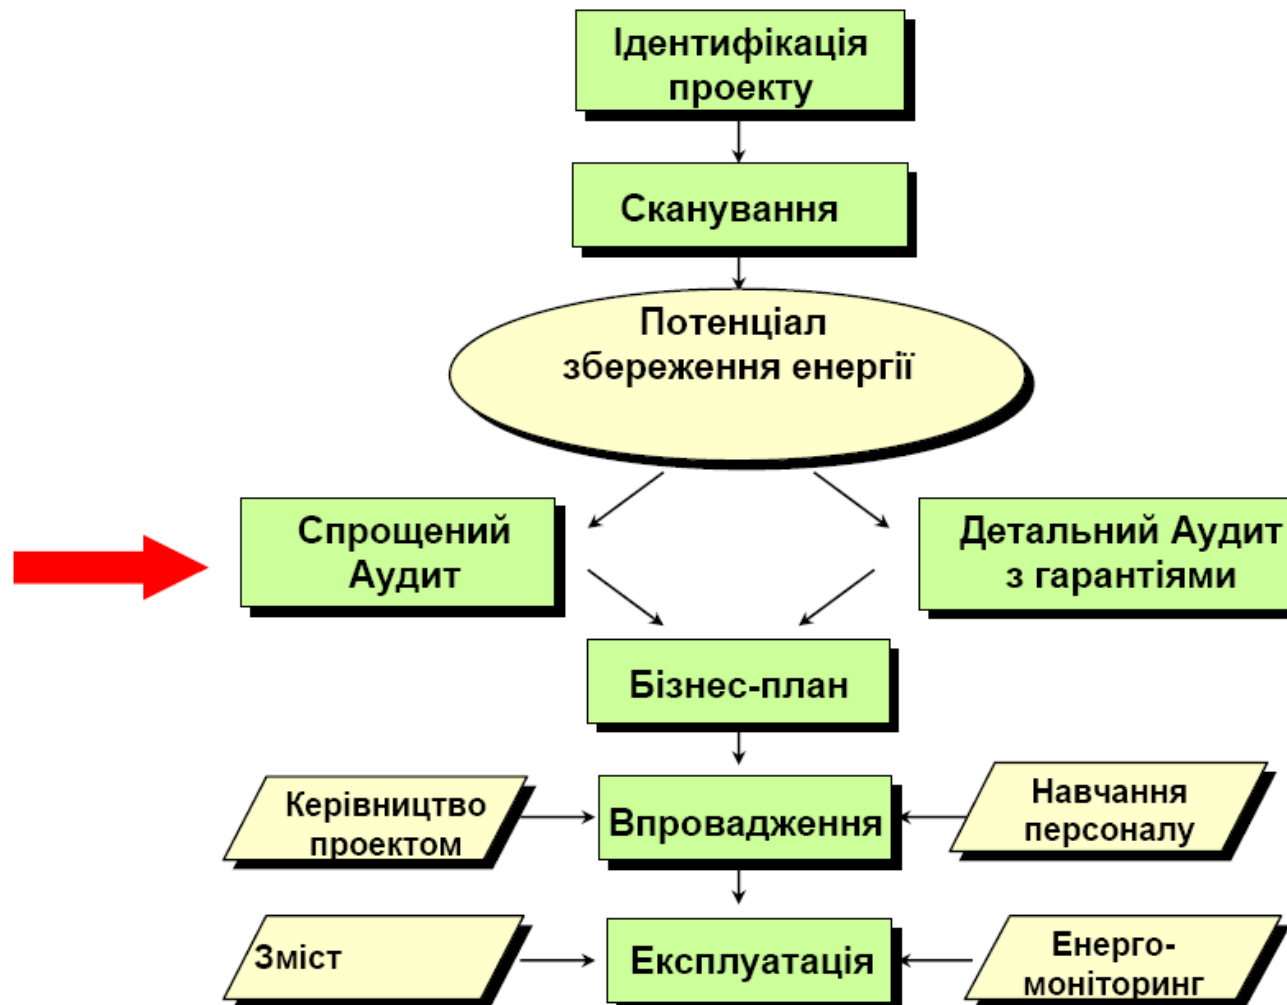 Ідентифікація
проекту
Сканування
Потенціал
збереження енергії
Спрощений
Аудит
Детальний Аудит
з гарантіями
Бізнес-план
Керівництво
проектом
Впровадження
Навчання
персоналу
Зміст
Експлуатація
Енерго-
моніторинг